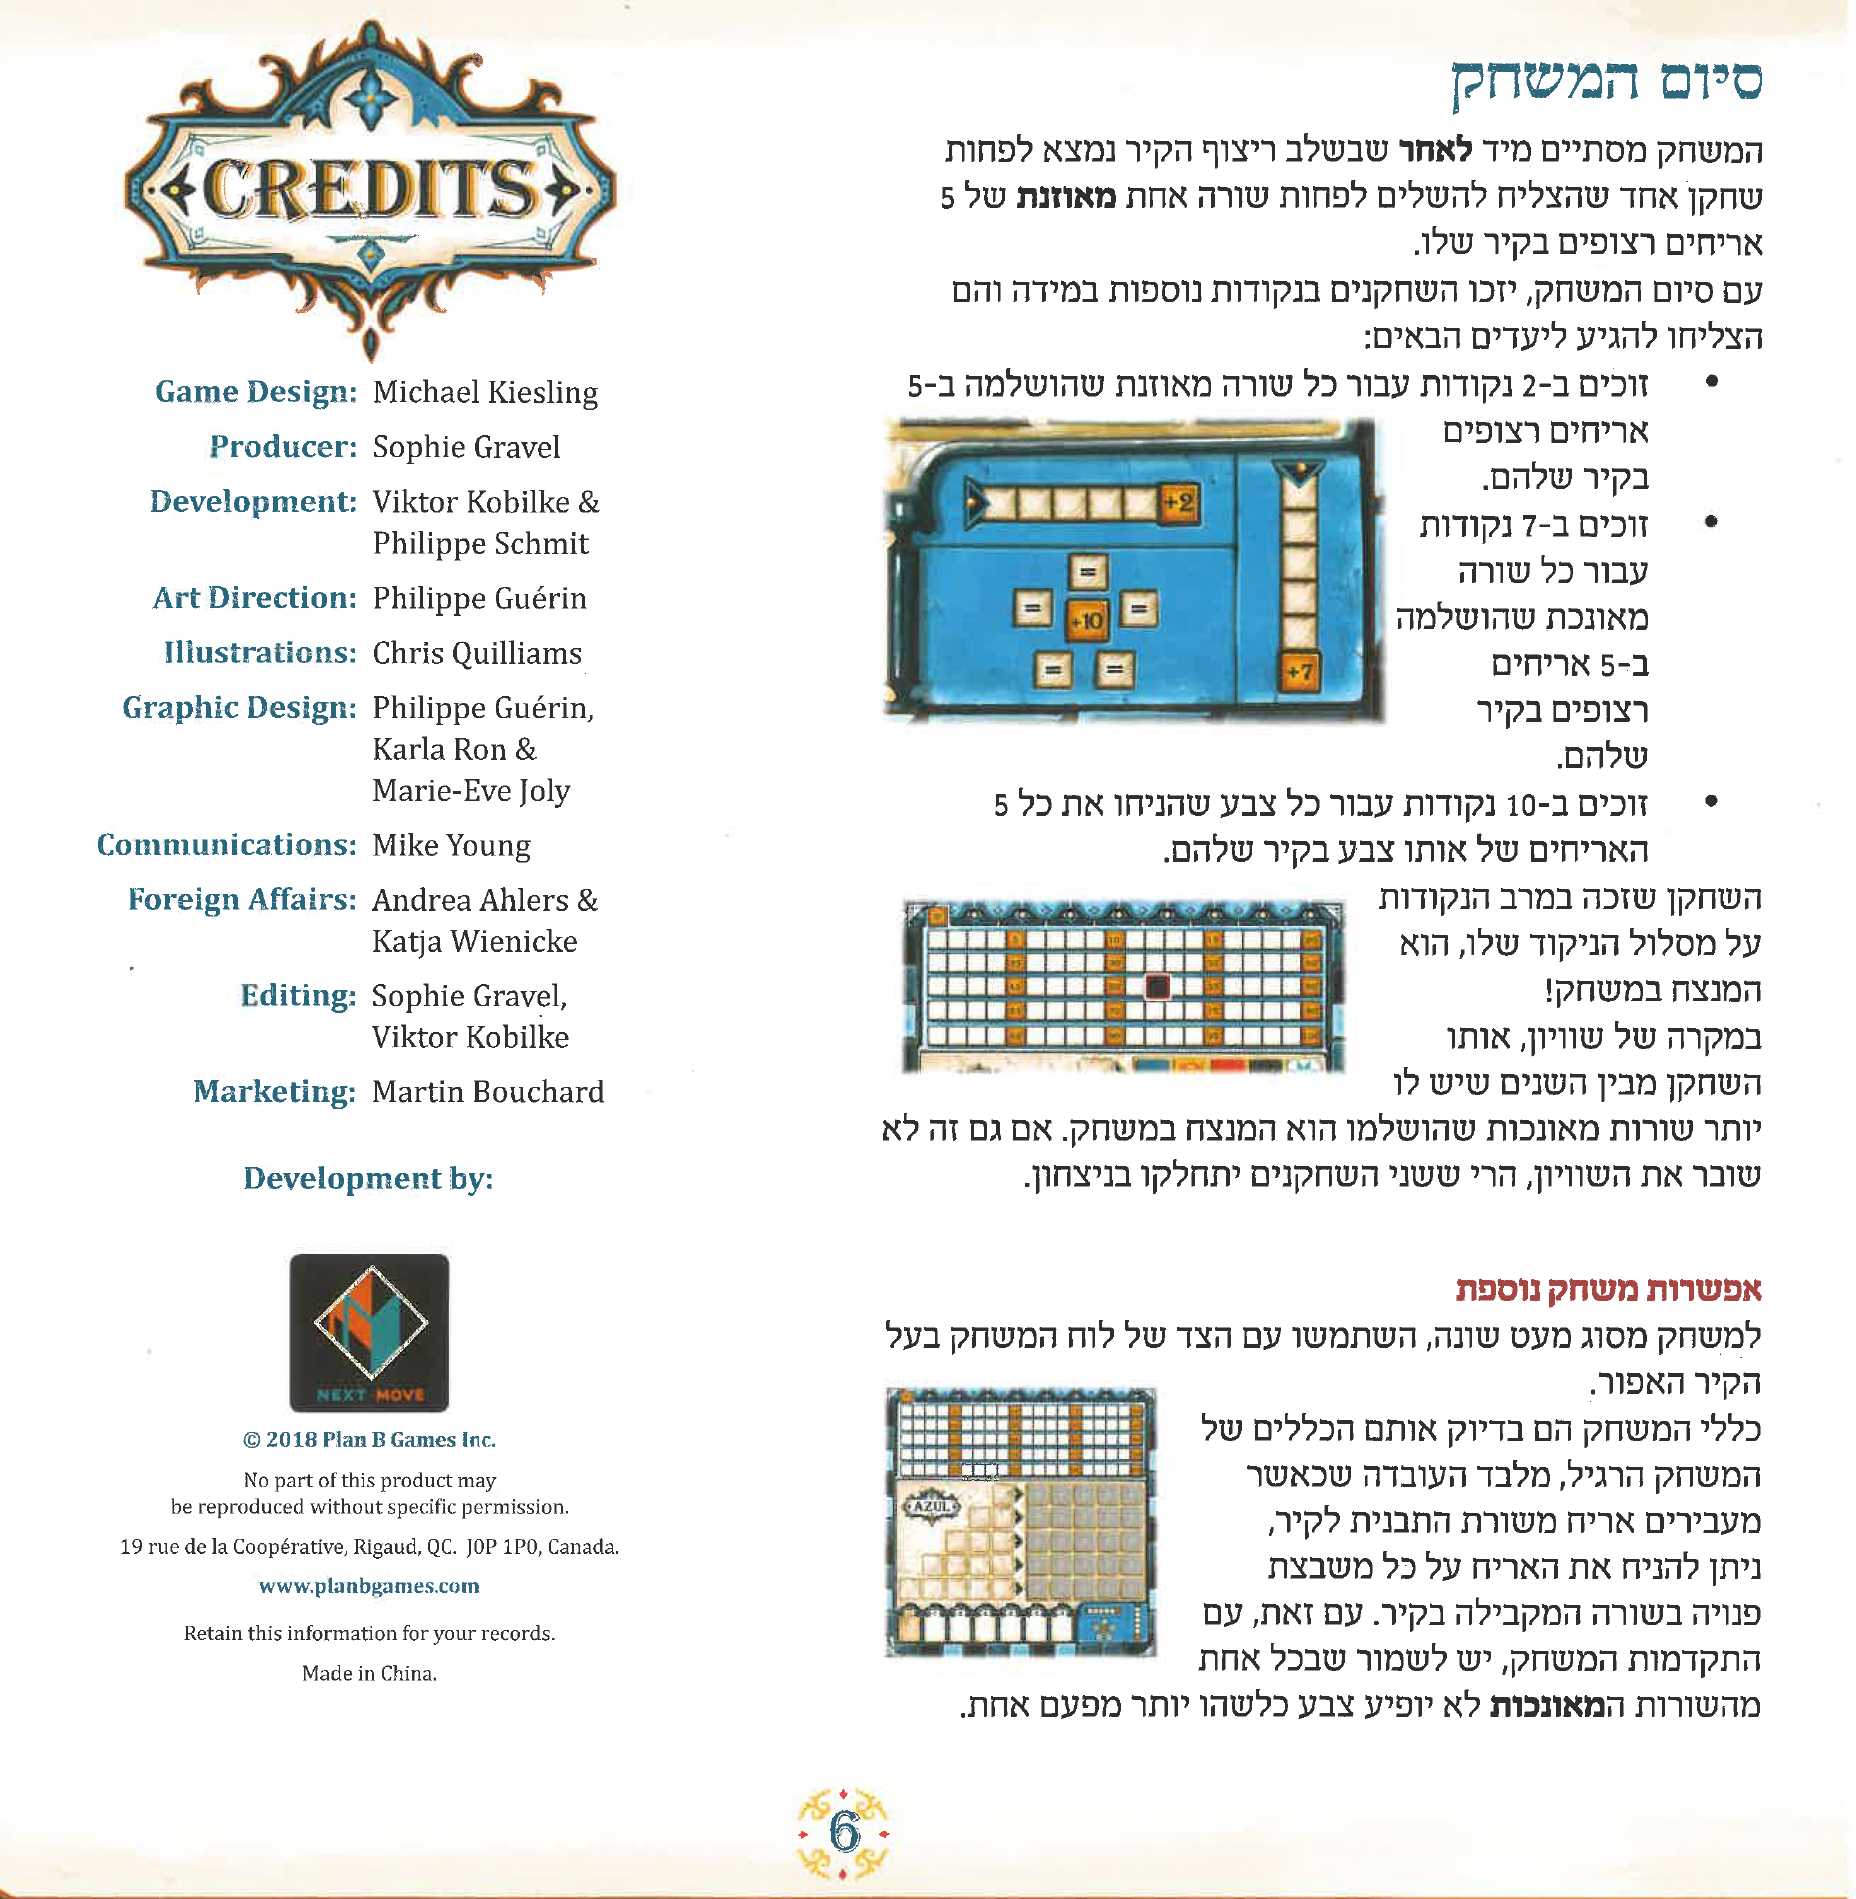 סיום המשחק
המשחק מסתיים מיד לאחר שבשלב ריצוף הקיר נמצא לפחות
שחקן אחד שהצליח להשלים לפחות שורה אחת מאוזנת של 5
אריחים רצופים בקיר שלו.
עם סיום המשחק, יזכו השחקנים בנקודות נוספות במידה והם
הצליחו להגיע ליעדים הבאים:
• זוכים ב-2 נקודות עבור כל שורה מאוזנת שהושלמה ב-5
אריחים רצופים
בקיר שלהם.
• זוכים ב-7 נקודות
עבור כל שורה
מאונכת שהושלמה
ב-5 אריחים
רצופים בקיר
שלהם.
+2
=
= +10 =
= =
+7
• זוכים ב-10 נקודות עבור כל צבע שהניחו את כל 5
האריחים של אותו צבע בקיר שלהם.
השחקן שזכה במרב הנקודות
על מסלול הניקוד שלו, הוא
המנצח במשחק!
במקרה של שוויון, אותו
השחקן מבין השנים שיש לו
יותר שורות מאונכות שהושלמו הוא המנצח במשחק. אם גם זה לא
שובר את השוויון, הרי ששני השחקנים יתחלקו בניצחון.
אפשרות משחק נוספת
למשחק מסוג מעט שונה, השתמשו עם הצד של לוח המשחק בעל
הקיר האפור.
כללי המשחק הם בדיוק אותם הכללים של
המשחק הרגיל, מלבד העובדה שכאשר
מעבירים אריח משורת התבנית לקיר,
ניתן להניח את האריח על כל משבצת
פנויה בשורה המקבילה בקיר. עם זאת, עם
התקדמות המשחק, יש לשמור שבכל אחת
מהשורות המאונכות לא יופיע צבע כלשהו יותר מפעם אחת.
AZUL
CREDITS
Game Design: Michael Kiesling
Producer: Sophie Gravel
Development: Viktor Kobilke &
Philippe Schmit
Art Direction: Philippe Guérin
Illustrations: Chris Quilliams
Graphic Design: Philippe Guérin,
Karla Ron &
Marie-Eve Joly
Communications: Mike Young
Foreign Affairs: Andrea Ahlers &
Katja Wienicke
Editing: Sophie Gravel,
Viktor Kobilke
Marketing: Martin Bouchard
Development by:
NEXT MOVE
© 2018 Plan B Games Inc.
No part of this product may
be reproduced without specific permission.
19 rue de la Coopérative, Rigaud, QC. J0P 1P0, Canada.
www.planbgames.com
Retain this information for your records.
Made in China.
6